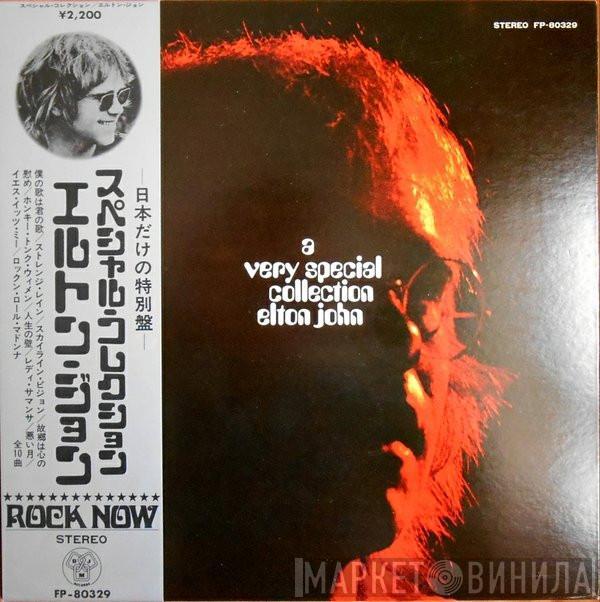 スペシャル・コレクション/エルトン・ジョン
¥2,200
STEREO FP-80329
―日本だけの特別盤―
スペシャル・コレクション
エルトン・ジョン
僕の歌は君の歌/ストレンジ・レイン/スカイライン・ピジョン/故郷は心の
慰め/ホンキー・トンク・ウィメン/人生の壁/レディ・サマンサ/悪い月/
イエス・イッツ・ミー/ロックン・ロール・マドンナ
全10曲
a
very special
collection
elton john
ROCK NOW
STEREO
DJM
RECORDS
FP-80329
МАРКЕТ ВИНИЛА